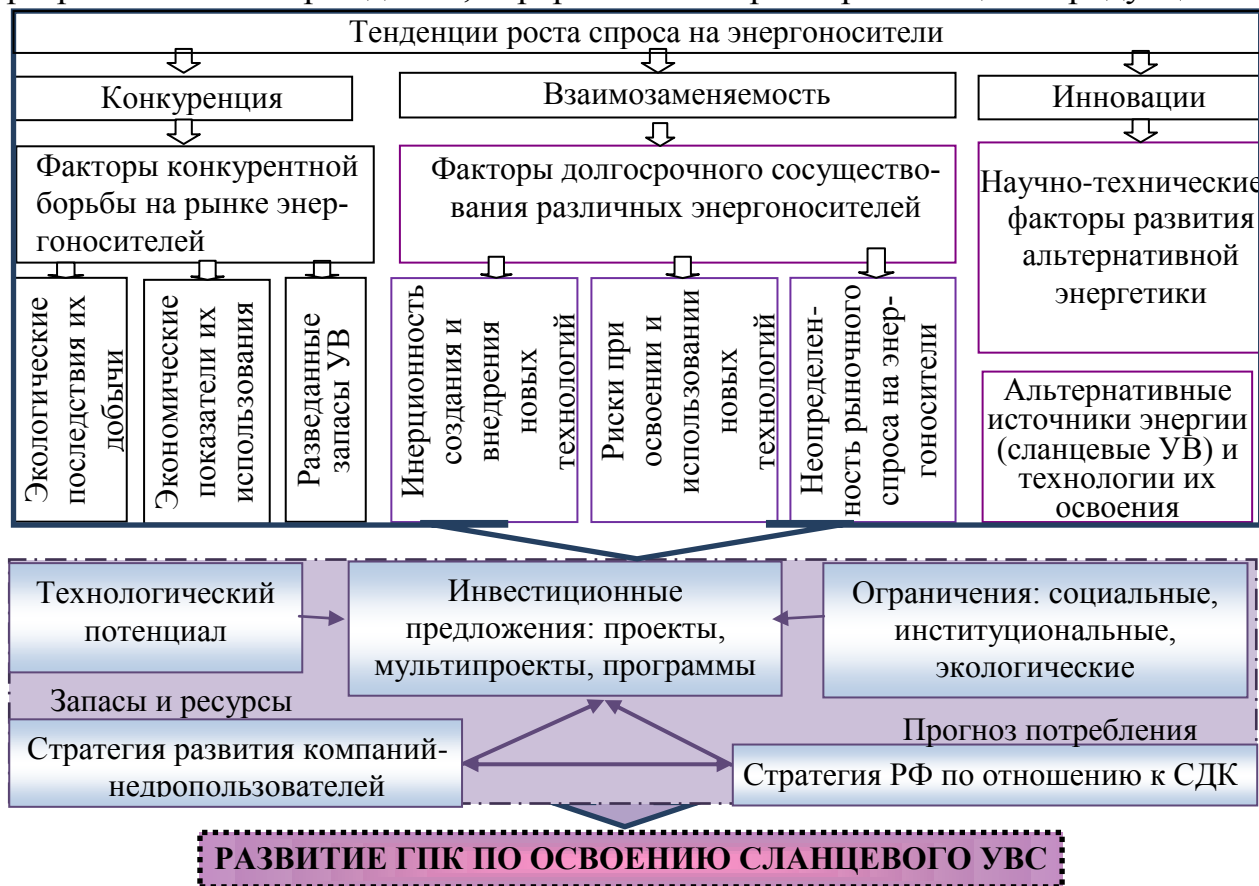 Тенденции роста спроса на энергоносители
Конкуренция
Взаимозаменяемость
Инновации
Факторы конкурентной
борьбы на рынке энер-
гоносителей
Факторы долгосрочного сосущество-
вания различных энергоносителей
Научно-технические
факторы развития
альтернативной
энергетики
Экологические
последствия их
добычи
Экономические
показатели их
использования
Разведанные
запасы УВ
Инерционность
создания и
внедрения
новых
технологий
Риски при
освоении и
использовании
новых
технологий
Неопределен-
ность рыночного
спроса на энер-
гоносители
Альтернативные
источники энергии
(сланцевые УВ) и
технологии их
освоения
Технологический
потенциал
Инвестиционные
предложения: проекты,
мультипроекты, программы
Ограничения: социальные,
институциональные,
экологические
Запасы и ресурсы
Прогноз потребления
Стратегия развития компаний-
недропользователей
Стратегия РФ по отношению к СДК
РАЗВИТИЕ ГПК ПО ОСВОЕНИЮ СЛАНЦЕВОГО УВС